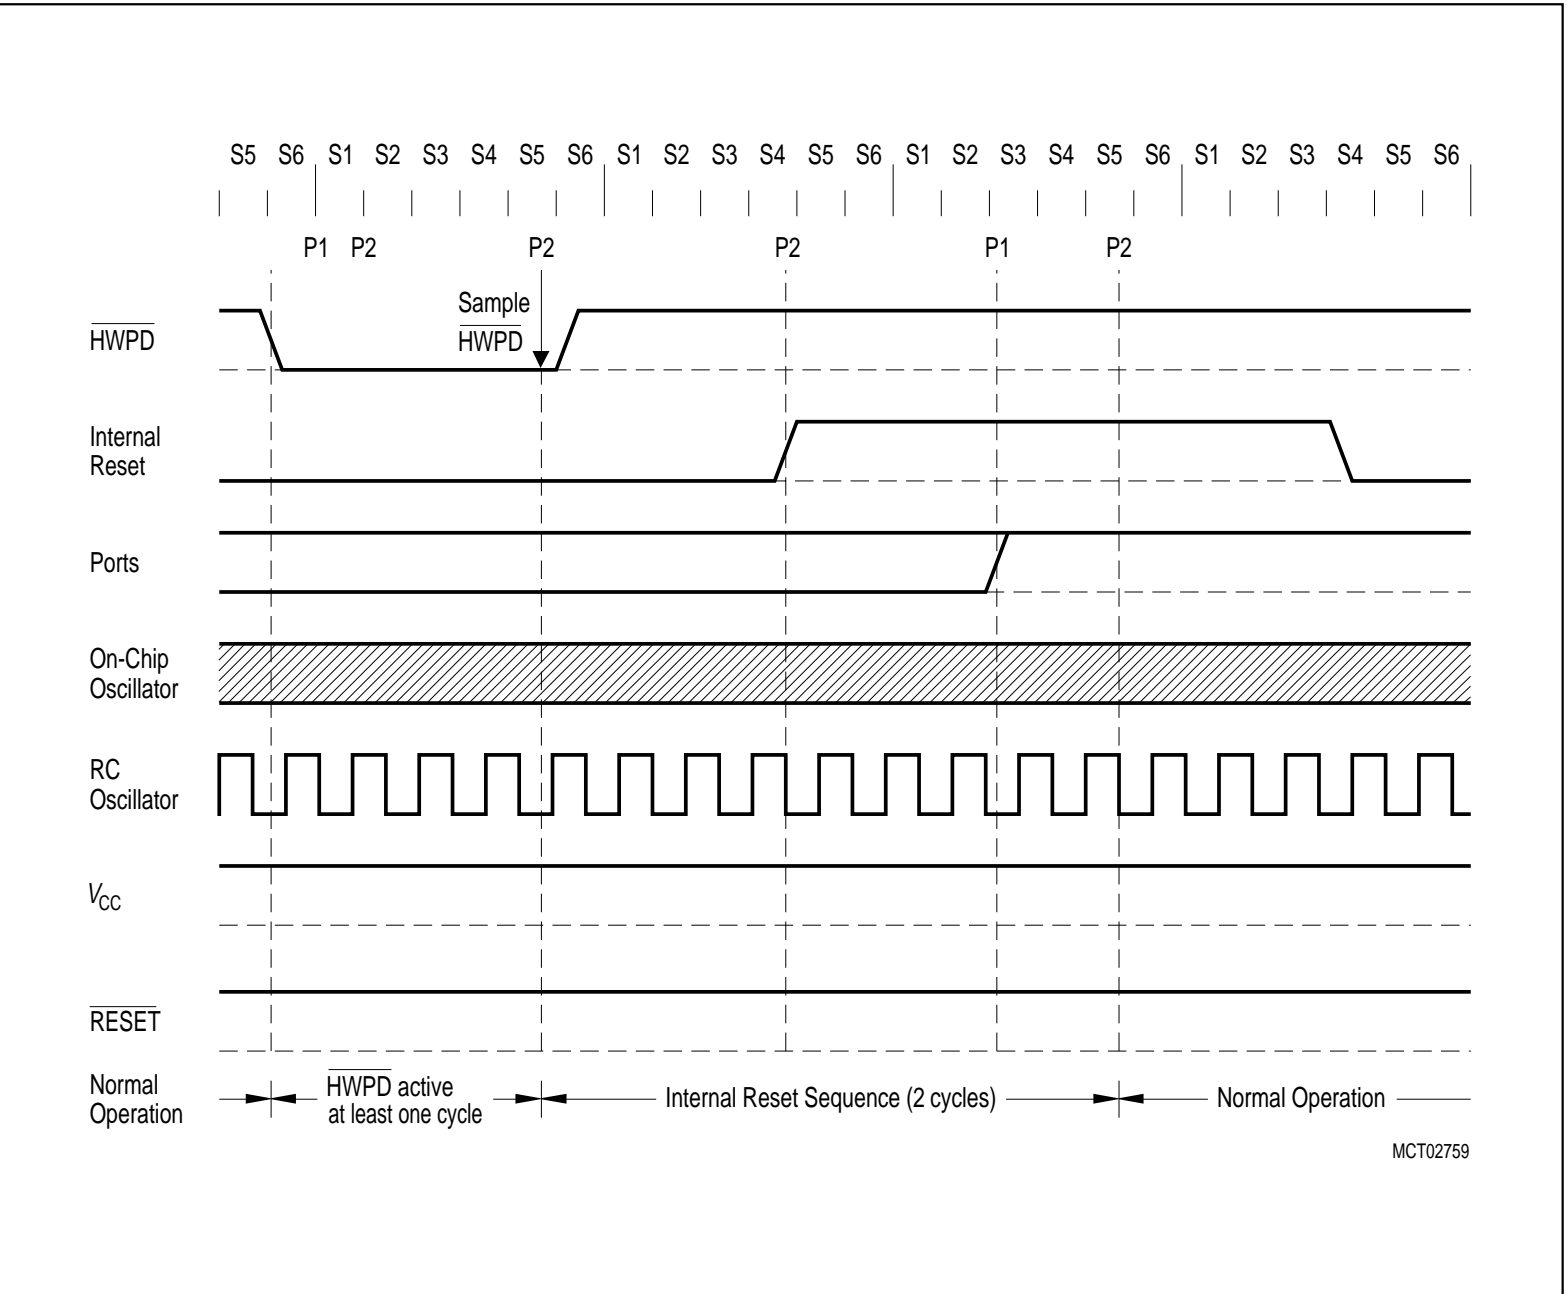 S5 S6 S1 S2 S3 S4 S5 S6 S1 S2 S3 S4 S5 S6 S1 S2 S3 S4 S5 S6 S1 S2 S3 S4 S5 S6
P1 P2 P2 P2 P1 P2
Sample
HWPD
HWPD
Internal
Reset
Ports
On-Chip
Oscillator
RC
Oscillator
VCC
RESET
Normal
Operation
HWPD active
at least one cycle
Internal Reset Sequence (2 cycles)
Normal Operation
MCT02759